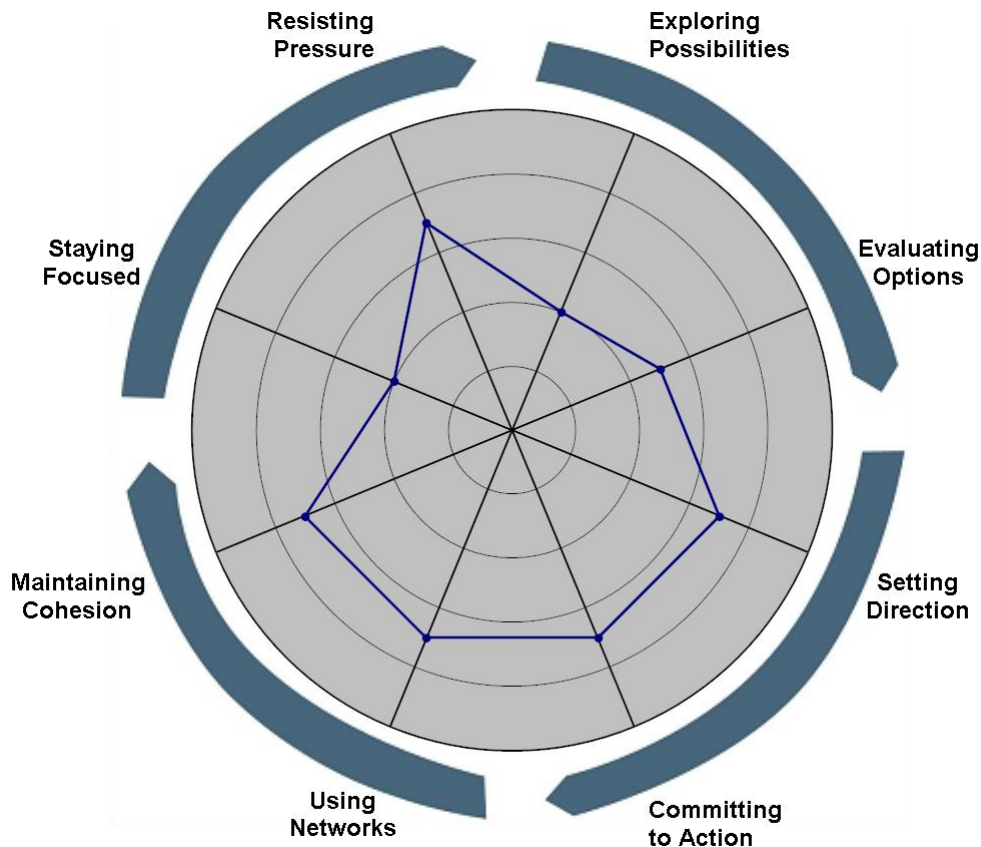 Resisting
Pressure
Exploring
Possibilities
Staying
Focused
Evaluating
Options
Maintaining
Cohesion
Setting
Direction
Using
Networks
Committing
to Action